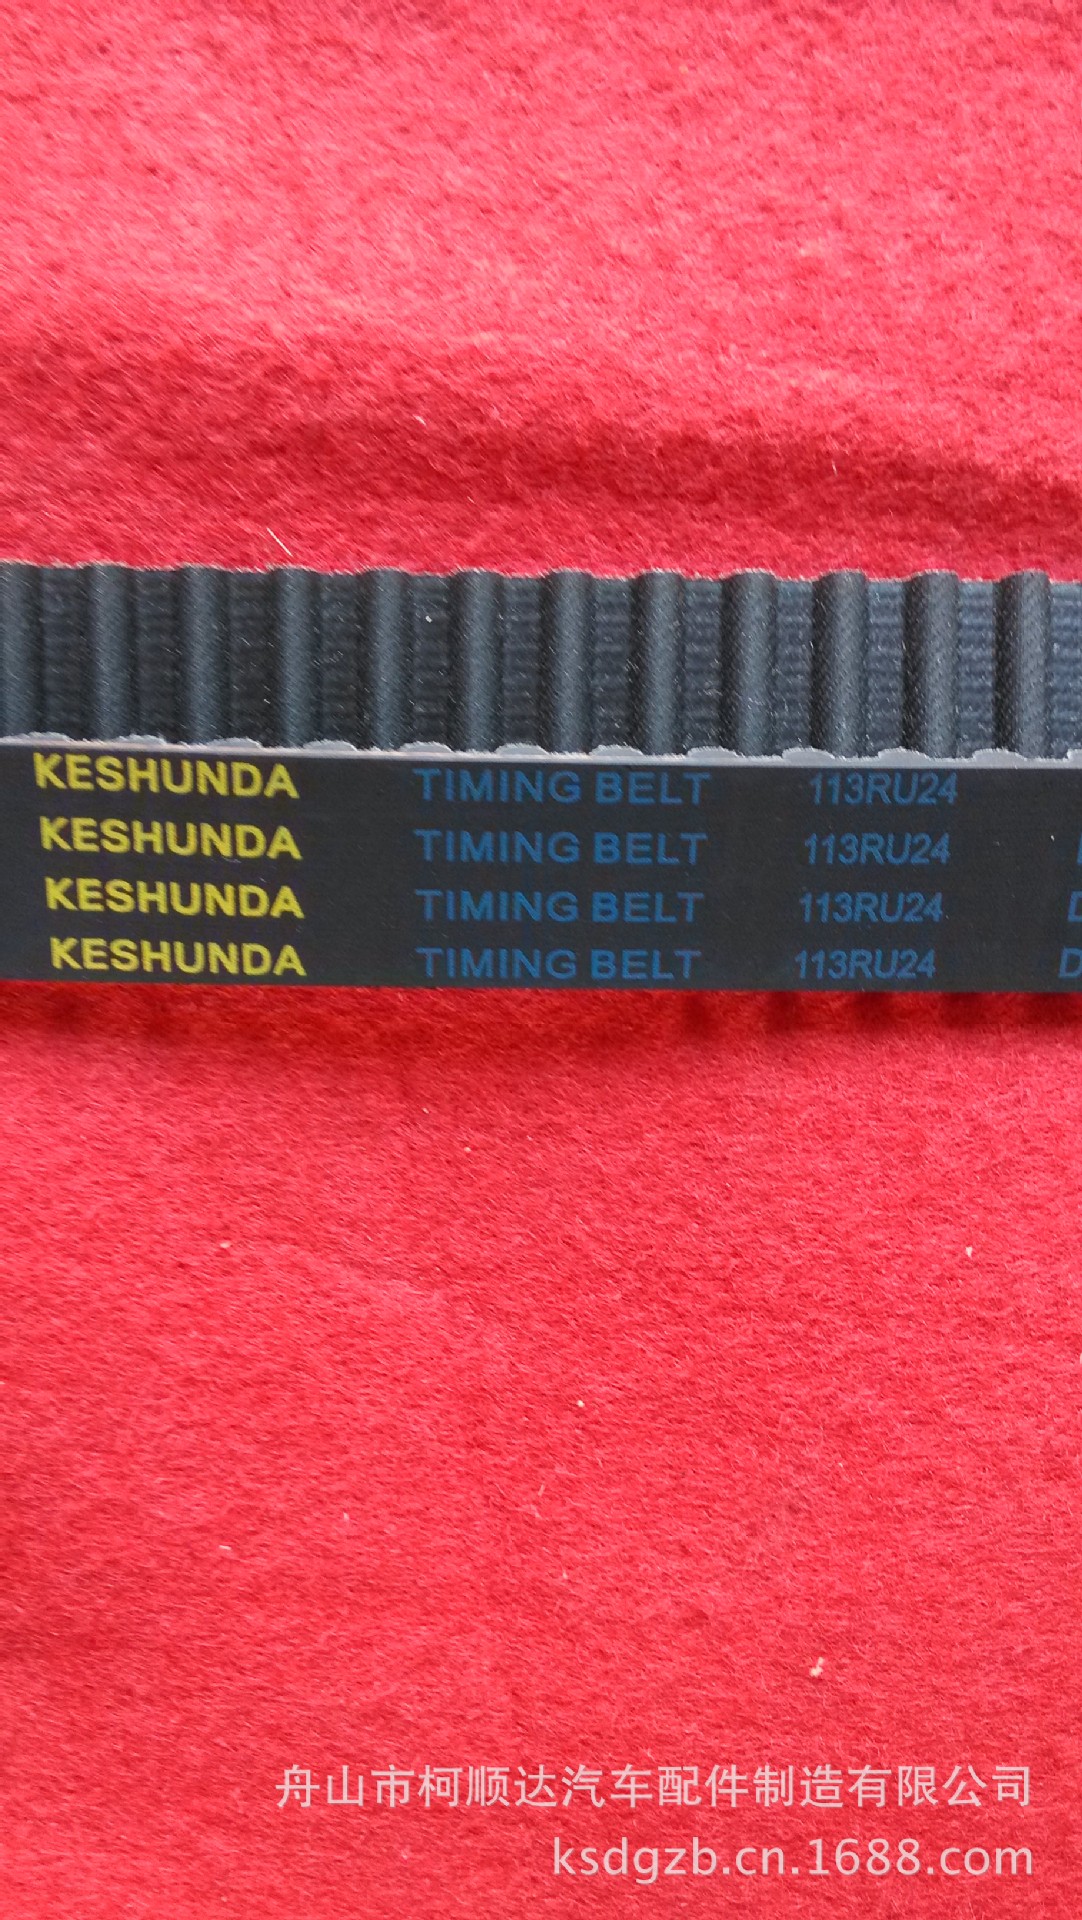 KESHUNDA TIMING BELT 113RU24
KESHUNDA TIMING BELT 113RU24
KESHUNDA TIMING BELT 113RU24 D
KESHUNDA TIMING BELT 113RU24 D
舟山市柯顺达汽车配件制造有限公司
ksdgzb.cn.1688.com